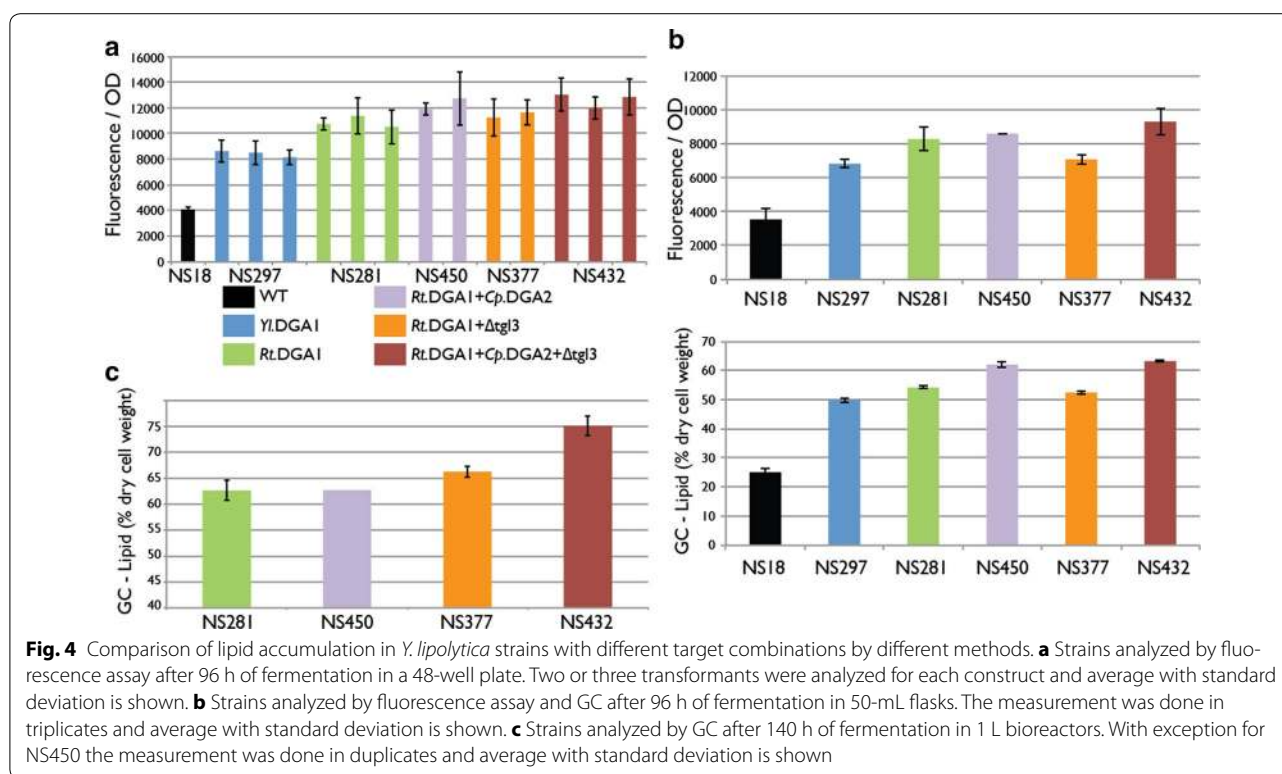 a
16000
14000
12000
10000
8000
6000
4000
2000
0
Fluorescence / OD
NS18 NS297 NS281 NS450 NS377 NS432
WT
Yl.DGA1
Rt.DGA1
Rt.DGA1+Cp.DGA2
Rt.DGA1+Δtgl3
Rt.DGA1+Cp.DGA2+Δtgl3
b
12000
10000
8000
6000
4000
2000
0
Fluorescence / OD
NS18 NS297 NS281 NS450 NS377 NS432
70
60
50
40
30
20
10
0
GC - Lipid (% dry cell weight)
NS18 NS297 NS281 NS450 NS377 NS432
c
75
70
65
60
55
50
45
40
GC - Lipid (% dry cell weight)
NS281 NS450 NS377 NS432
Fig. 4 Comparison of lipid accumulation in Y. lipolytica strains with different target combinations by different methods. a Strains analyzed by fluo-
rescence assay after 96 h of fermentation in a 48-well plate. Two or three transformants were analyzed for each construct and average with standard
deviation is shown. b Strains analyzed by fluorescence assay and GC after 96 h of fermentation in 50-mL flasks. The measurement was done in
triplicates and average with standard deviation is shown. c Strains analyzed by GC after 140 h of fermentation in 1 L bioreactors. With exception for
NS450 the measurement was done in duplicates and average with standard deviation is shown